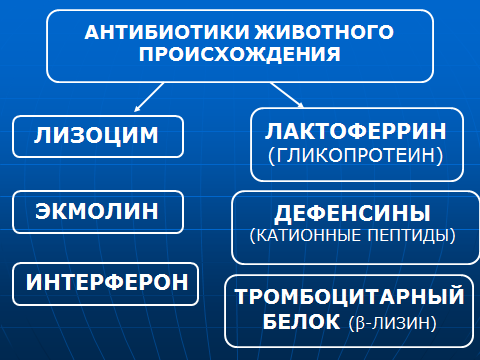 АНТИБИОТИКИ ЖИВОТНОГО
ПРОИСХОЖДЕНИЯ
ЛИЗОЦИМ
ЭКМОЛИН
ИНТЕРФЕРОН
ЛАКТОФЕРРИН
(ГЛИКОПРОТЕИН)
ДЕФЕНСИНЫ
(КАТИОННЫЕ ПЕПТИДЫ)
ТРОМБОЦИТАРНЫЙ
БЕЛОК (β-ЛИЗИН)